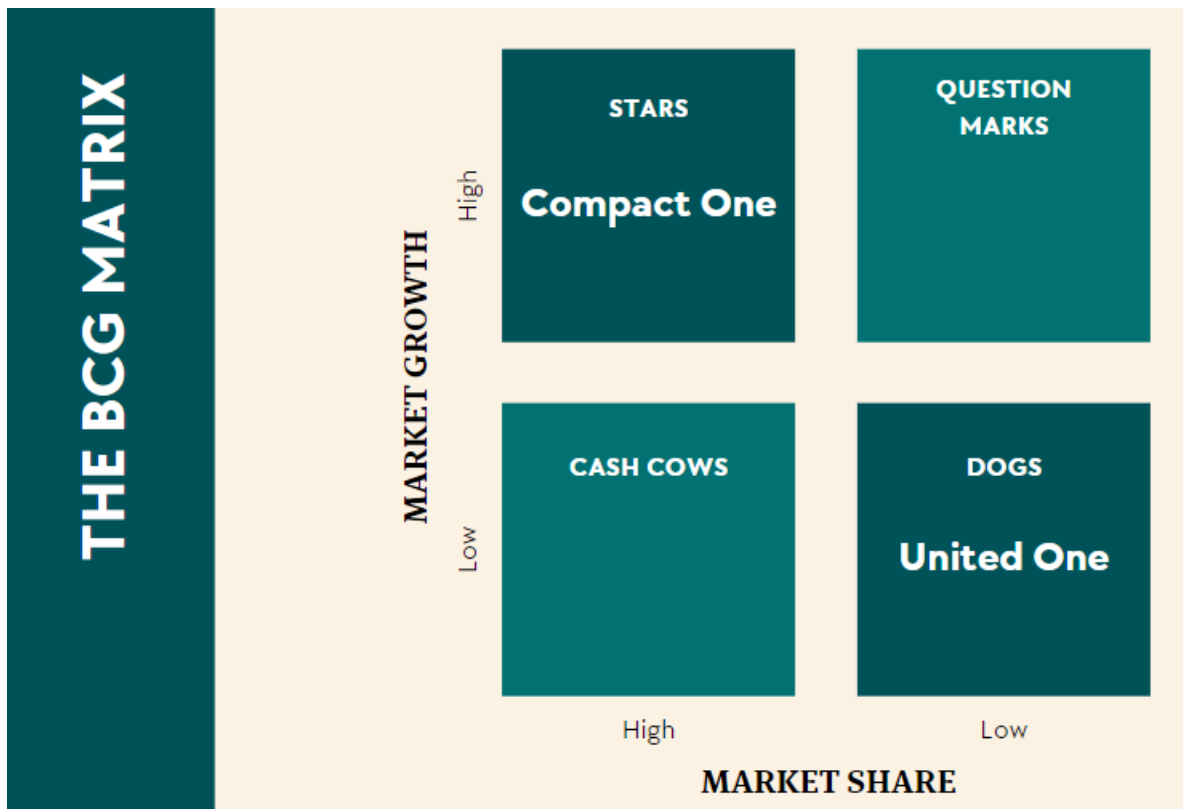 THE BCG MATRIX
MARKET GROWTH
High
STARS
Compact One
QUESTION
MARKS
Low
CASH COWS
DOGS
United One
High
Low
MARKET SHARE